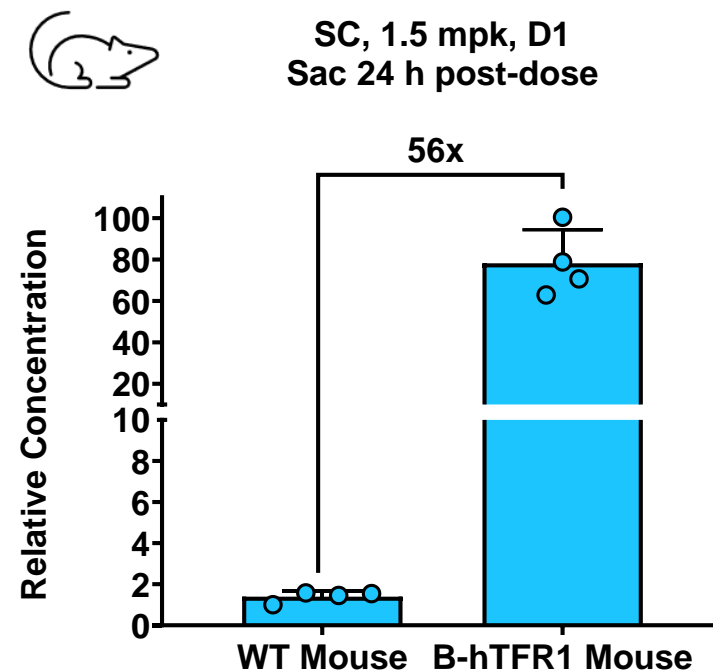 SC, 1.5 mpk, D1
Sac 24 h post-dose
56x
Relative Concentration
100
80
60
40
20
10
8
6
4
2
0
WT Mouse
B-hTFR1 Mouse